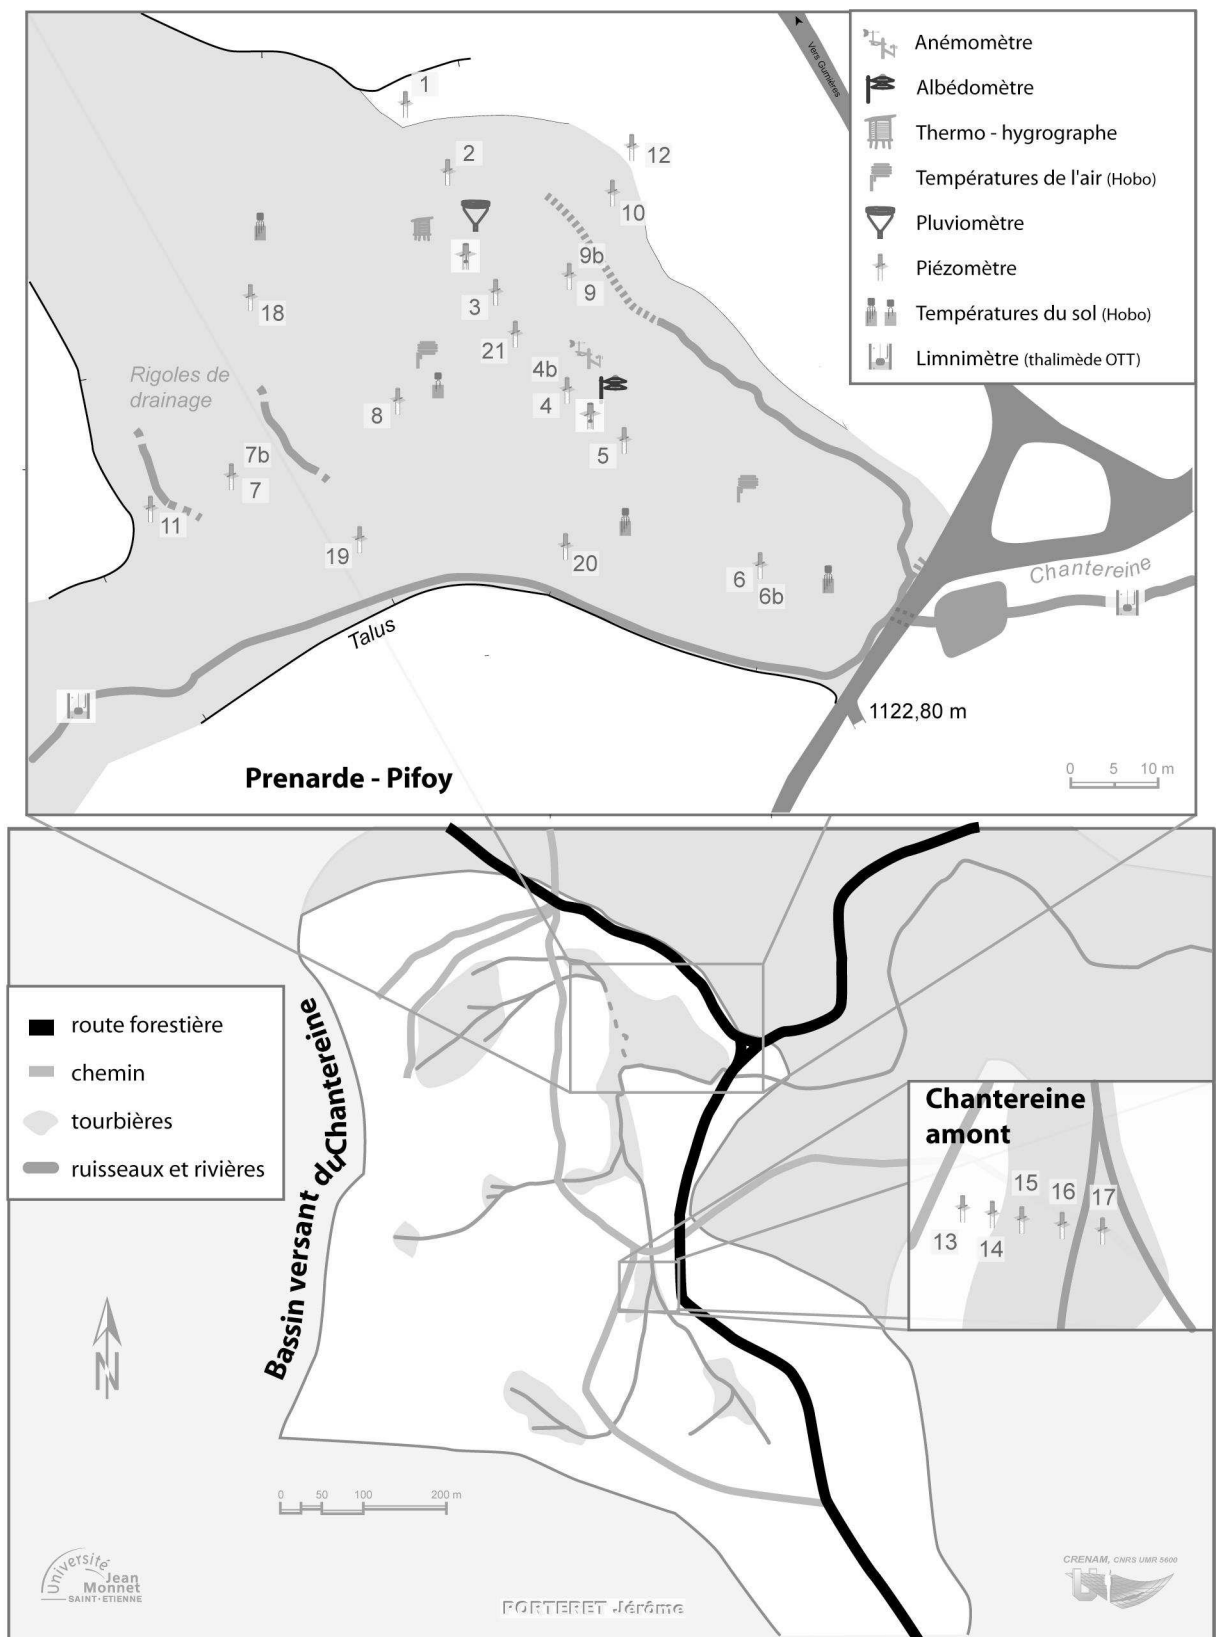 Vers Gumières
Anémomètre
Albédomètre
Thermo - hygrographe
Températures de l'air (Hobo)
Pluviomètre
Piézomètre
Températures du sol (Hobo)
Limnimètre (thalimède OTT)
1
2
12
10
9b
9
3
18
21
4b
4
8
5
Rigoles de
drainage
7b
7
11
19
20
6
6b
Chantereine
Talus
1122,80 m
Prenarde - Pifoy
0 5 10 m
route forestière
chemin
tourbières
ruisseaux et rivières
Bassin versant du Chantereine
Chantereine
amont
15
16
17
13
14
N
0 50 100 200 m
Université
Jean
Monnet
SAINT-ETIENNE
PORTERET Jérôme
CRENAM, CNRS UMR 5600